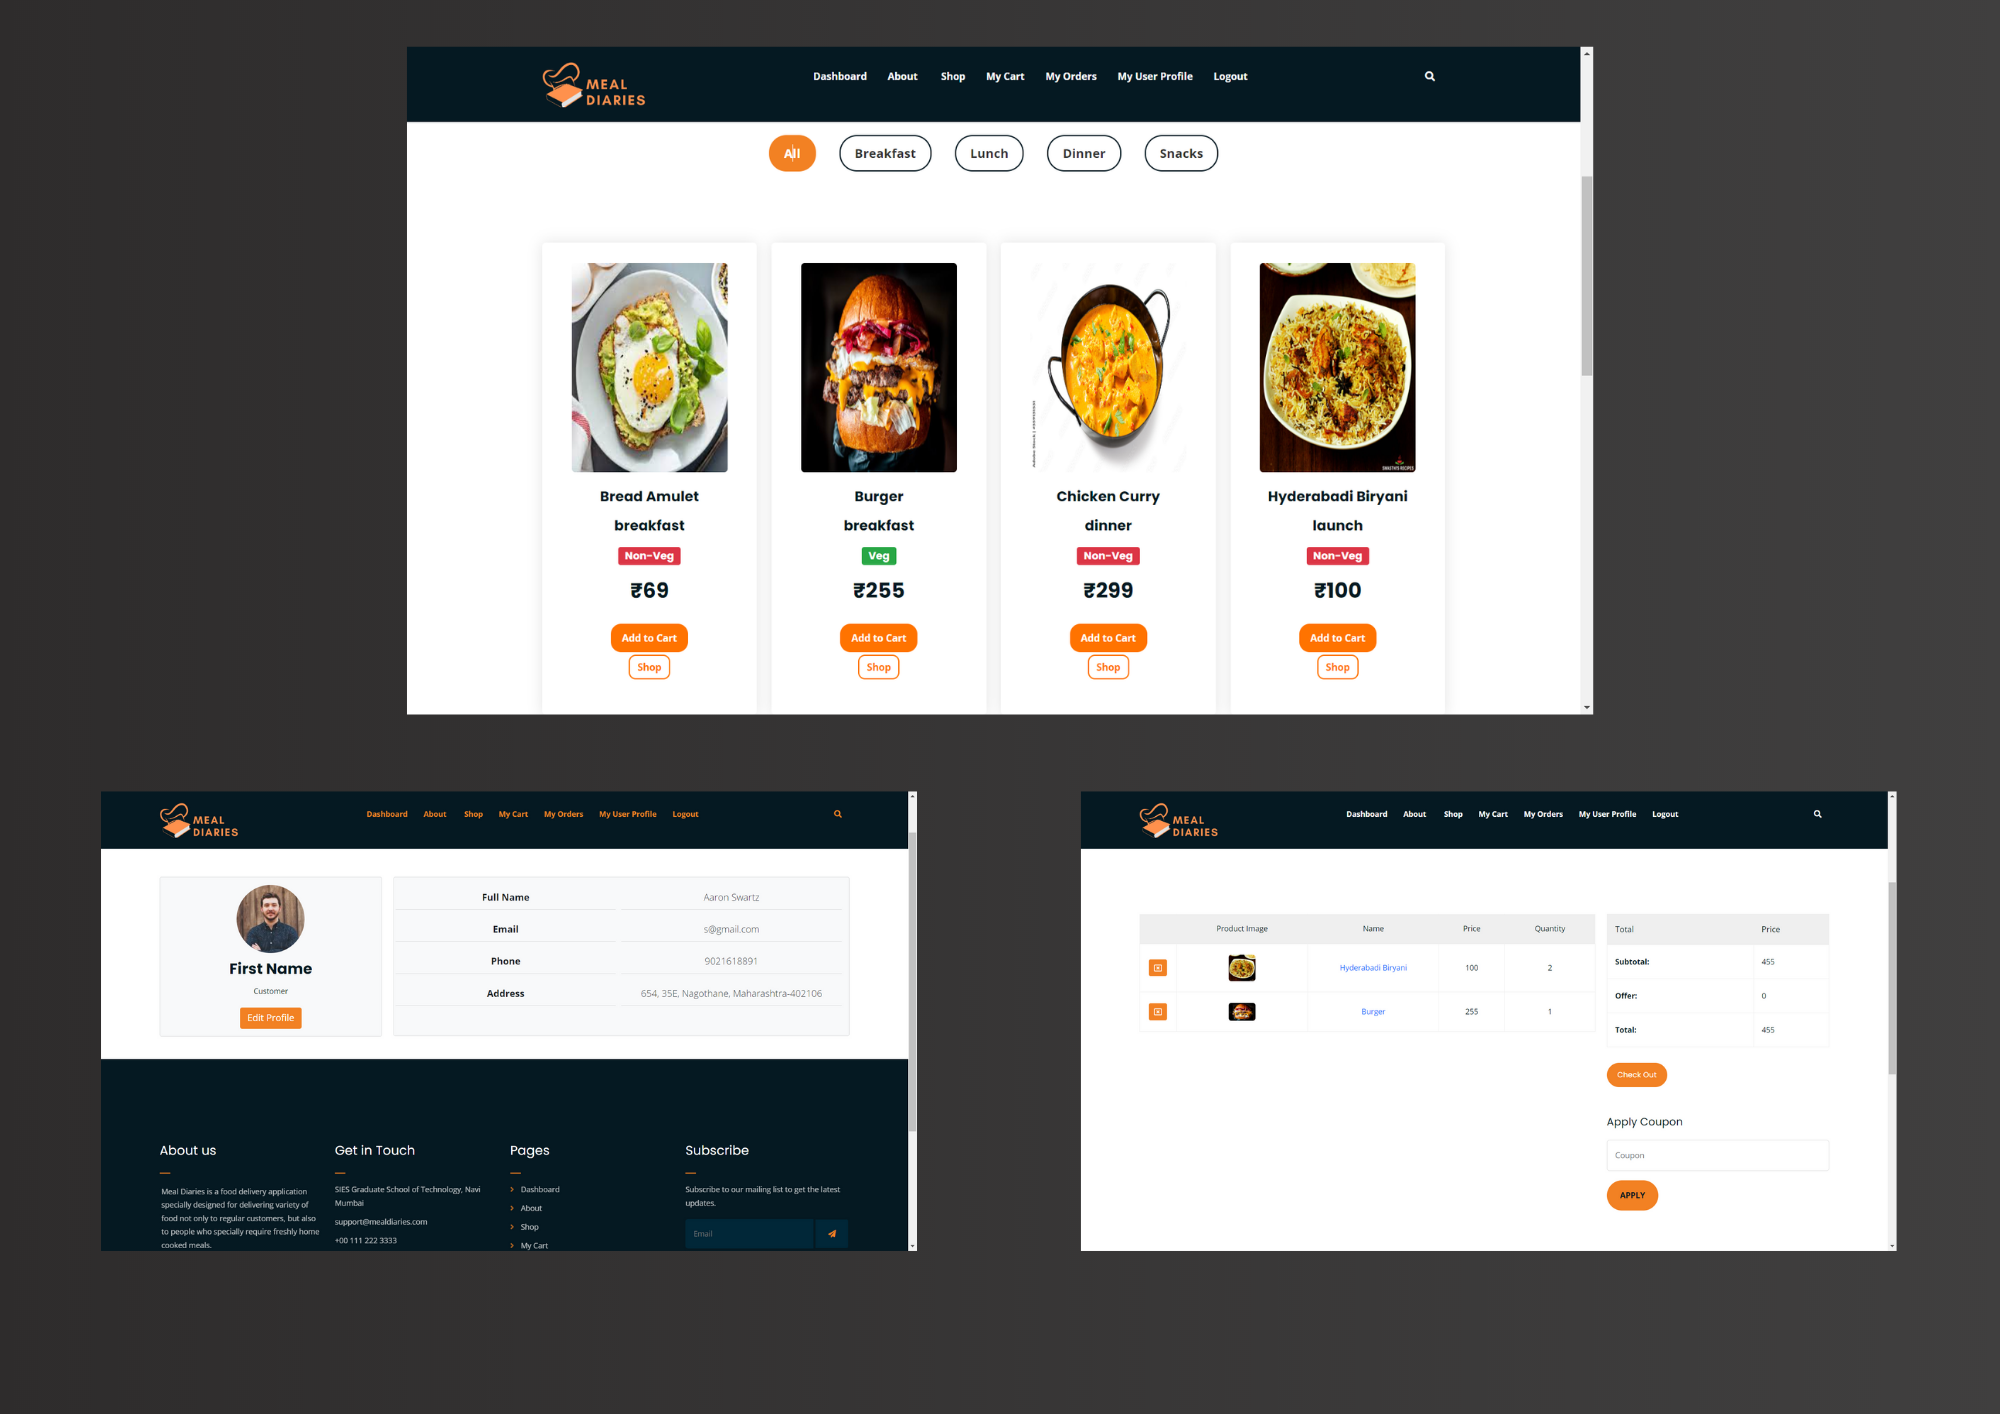 MEAL
DIARIES
Dashboard About Shop My Cart My Orders My User Profile Logout
All Breakfast Lunch Dinner Snacks
Bread Amulet
breakfast
Non-Veg
₹69
Add to Cart
Shop
Burger
breakfast
Veg
₹255
Add to Cart
Shop
Chicken Curry
dinner
Non-Veg
₹299
Add to Cart
Shop
SWASTHI'S RECIPES
Hyderabadi Biryani
launch
Non-Veg
₹100
Add to Cart
Shop
MEAL
DIARIES
Dashboard About Shop My Cart My Orders My User Profile Logout
First Name
Customer
Edit Profile
Full Name Aaron Swartz
Email s@gmail.com
Phone 9021618891
Address 654, 35E, Nagothane, Maharashtra-402106
About us
Meal Diaries is a food delivery application
specially designed for delivering variety of
food not only to regular customers, but also
to people who specially require freshly home
cooked meals.
Get in Touch
SIES Graduate School of Technology, Navi
Mumbai
support@mealdiaries.com
+00 111 222 3333
Pages
Dashboard
About
Shop
My Cart
Subscribe
Subscribe to our mailing list to get the latest
updates.
Email
MEAL
DIARIES
Dashboard About Shop My Cart My Orders My User Profile Logout
Product Image Name Price Quantity
Hyderabadi Biryani 100 2
Burger 255 1
Total Price
Subtotal: 455
Offer: 0
Total: 455
Check Out
Apply Coupon
Coupon
APPLY